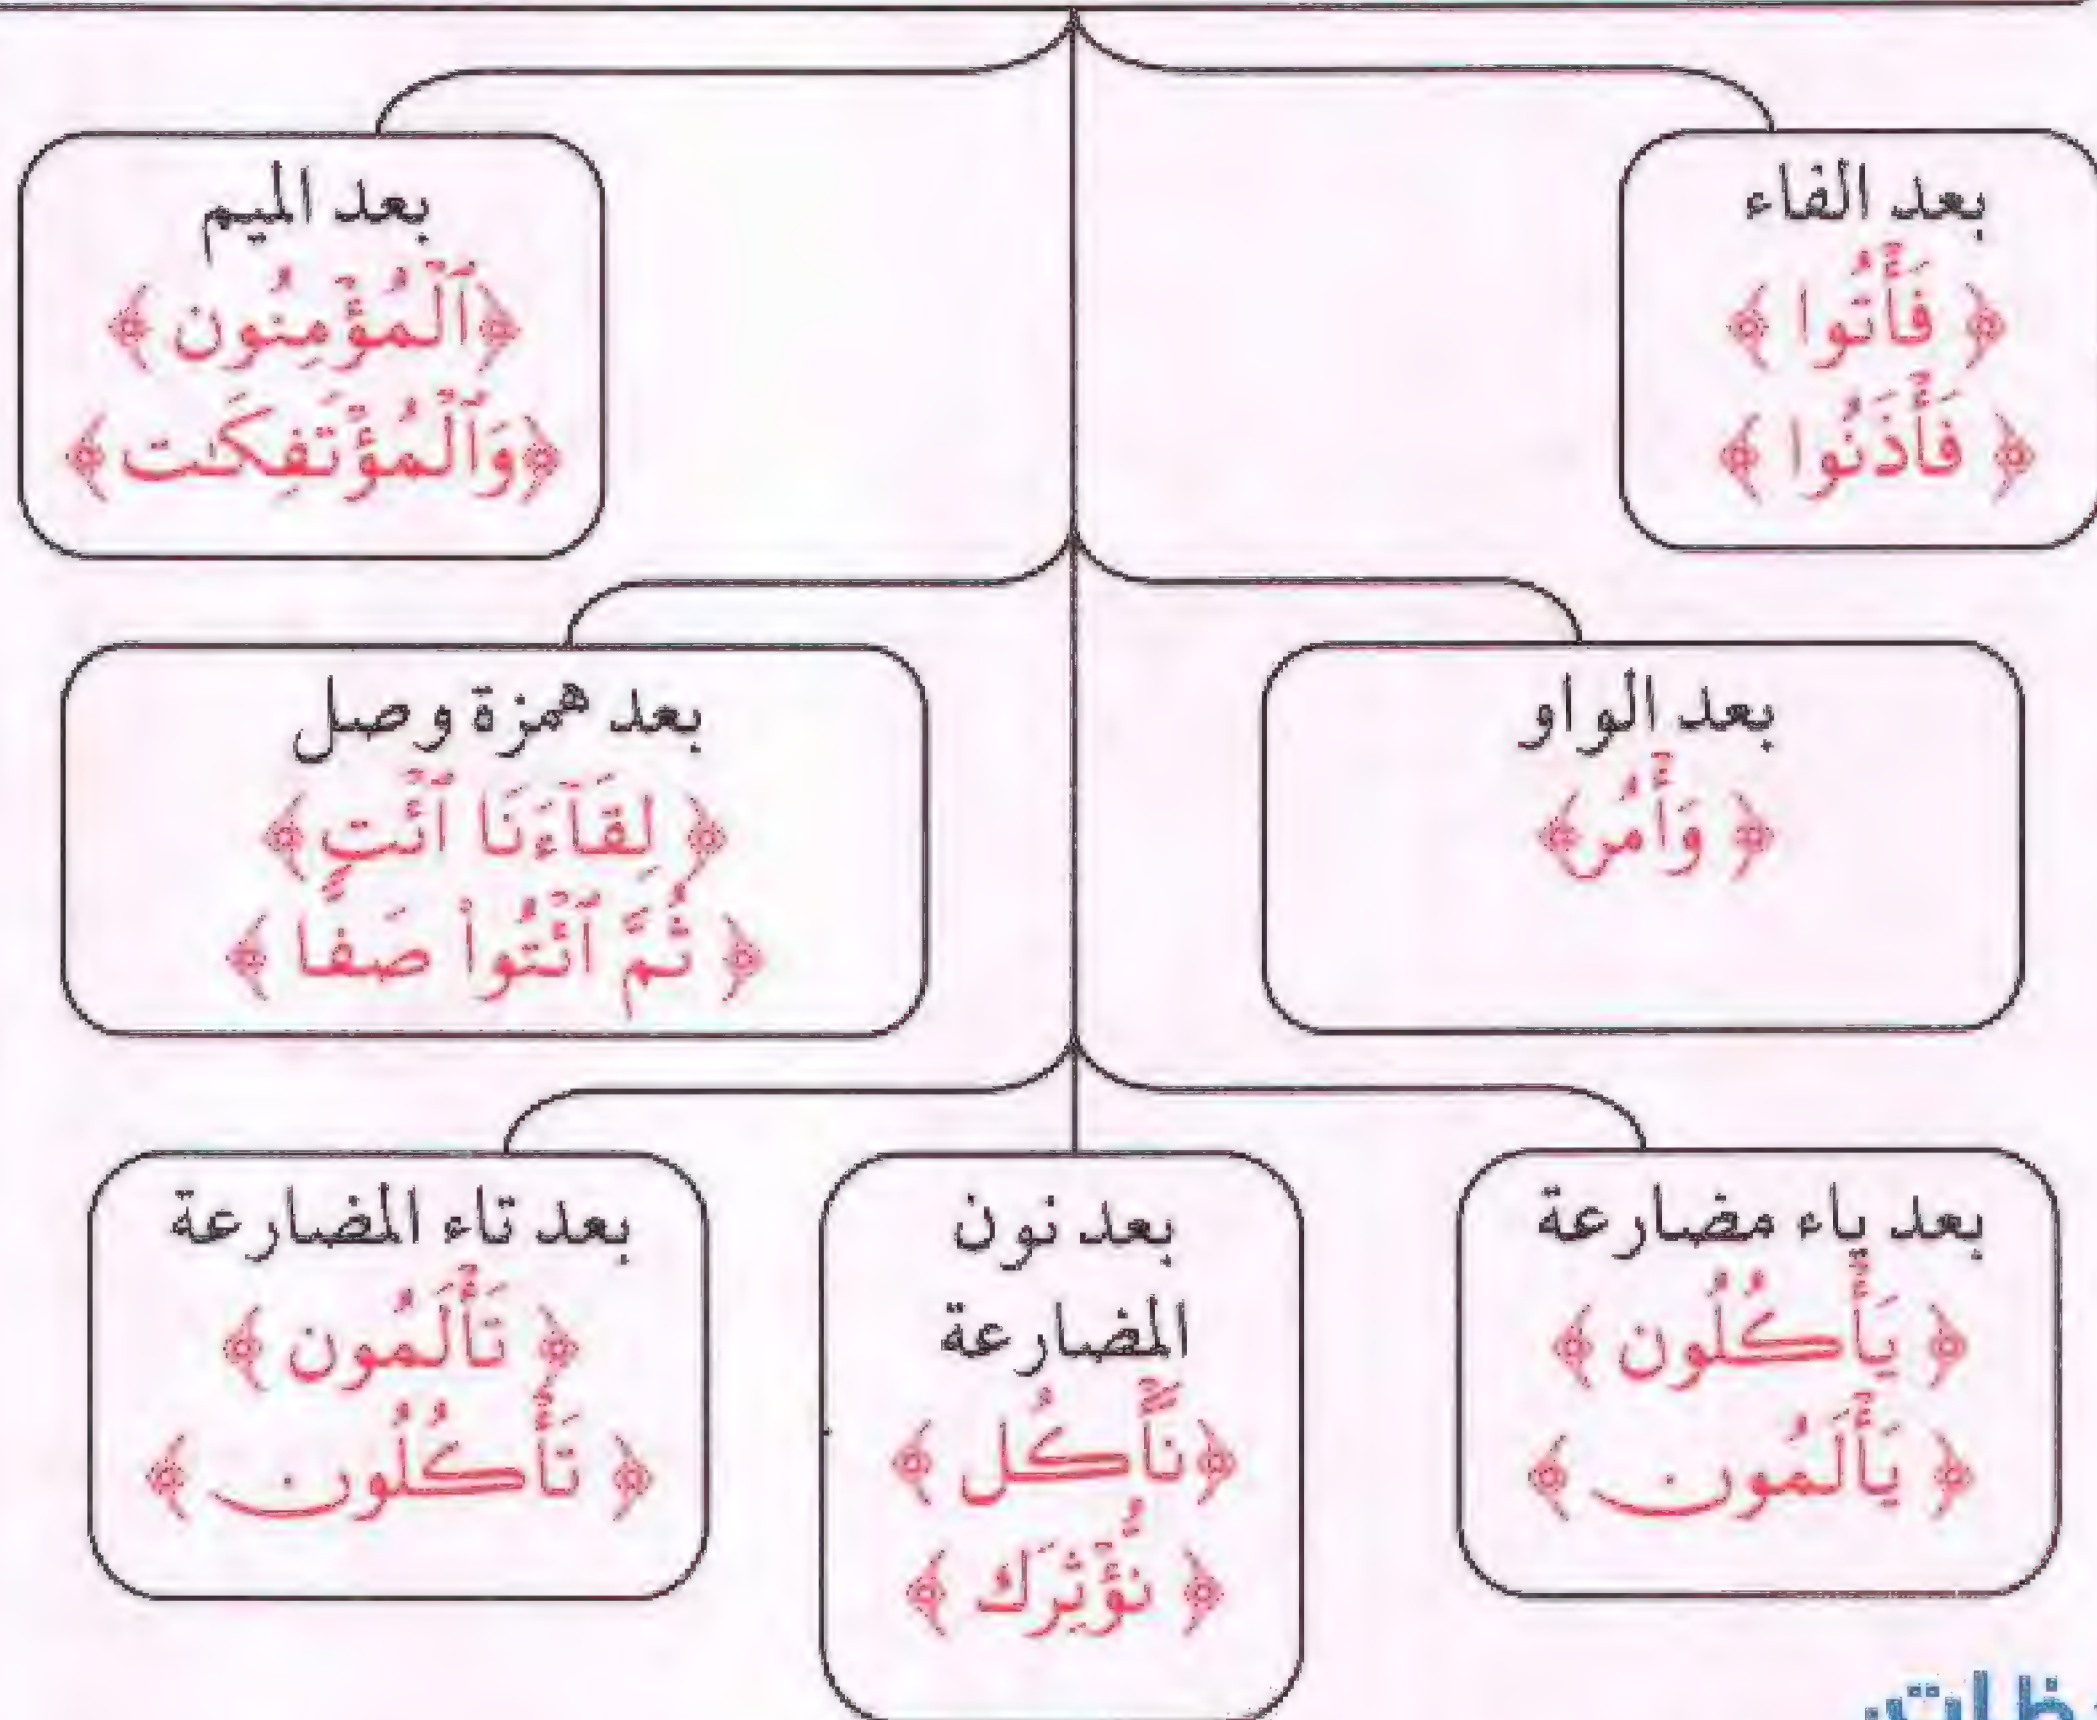 بعد الفاء
﴿ فَأْتُوا ﴾
﴿ فَأْذَنُوا ﴾
بعد الميم
﴿ٱلْمُؤْمِنُون ﴾
﴿وَٱلْمُؤْتَفِكَٰت﴾
بعد الواو
﴿ وَأْمُر﴾
بعد همزة وصل
﴿ لِقَآءَنَا ٱئْتِ﴾
﴿ ثُمَّ ٱئْتُوا۟ صَفًّا ﴾
بعد ياء مضارعة
﴿ يَأْكُلُون ﴾
﴿ يَأْلَمُون ﴾
بعد نون
المضارعة
﴿نَأْكُل ﴾
﴿ نُؤْثِرَك ﴾
بعد تاء المضارعة
﴿ تَأْلَمُون ﴾
﴿ تَأْكُلُون ﴾